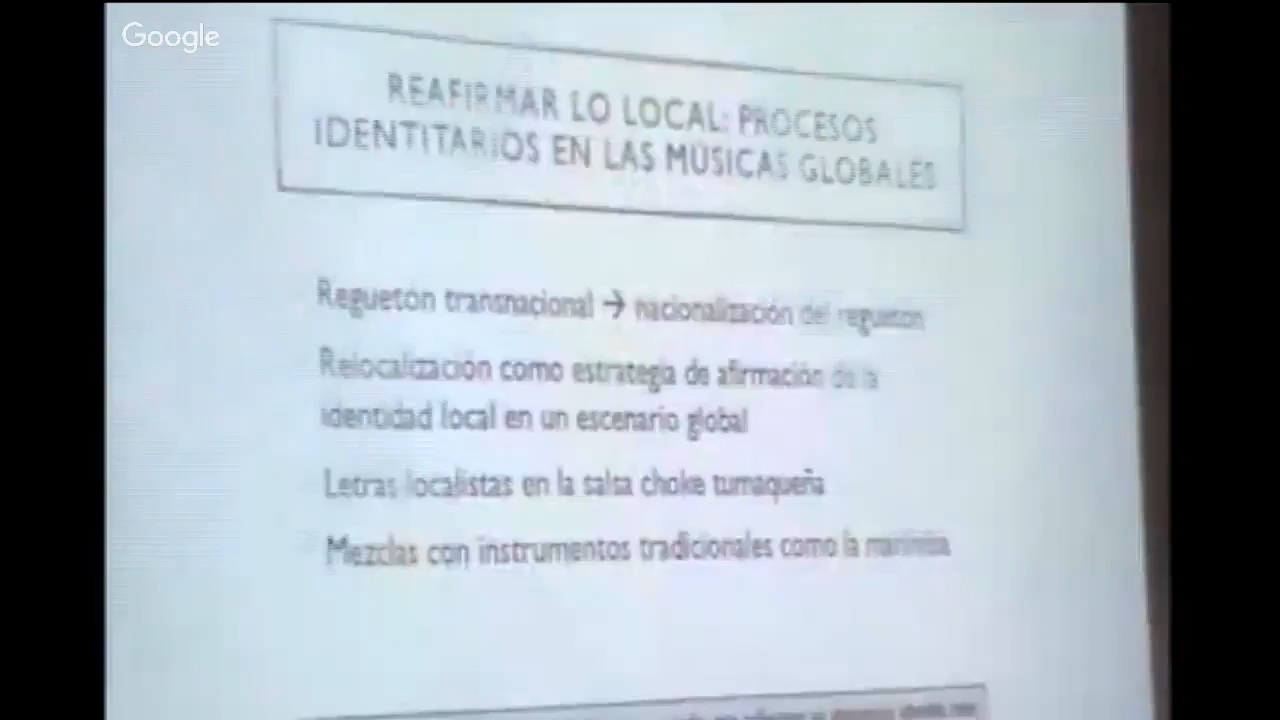 Google
REAFIRMAR LO LOCAL: PROCESOS
IDENTITARIOS EN LAS MÚSICAS GLOBALES
Reguetón transnacional → nacionalización del reguetón
Relocalización como estrategia de afirmación de la
identidad local en un escenario global
Letras localistas en la salsa choke tumaqueña
Mezclas con instrumentos tradicionales como la marimba